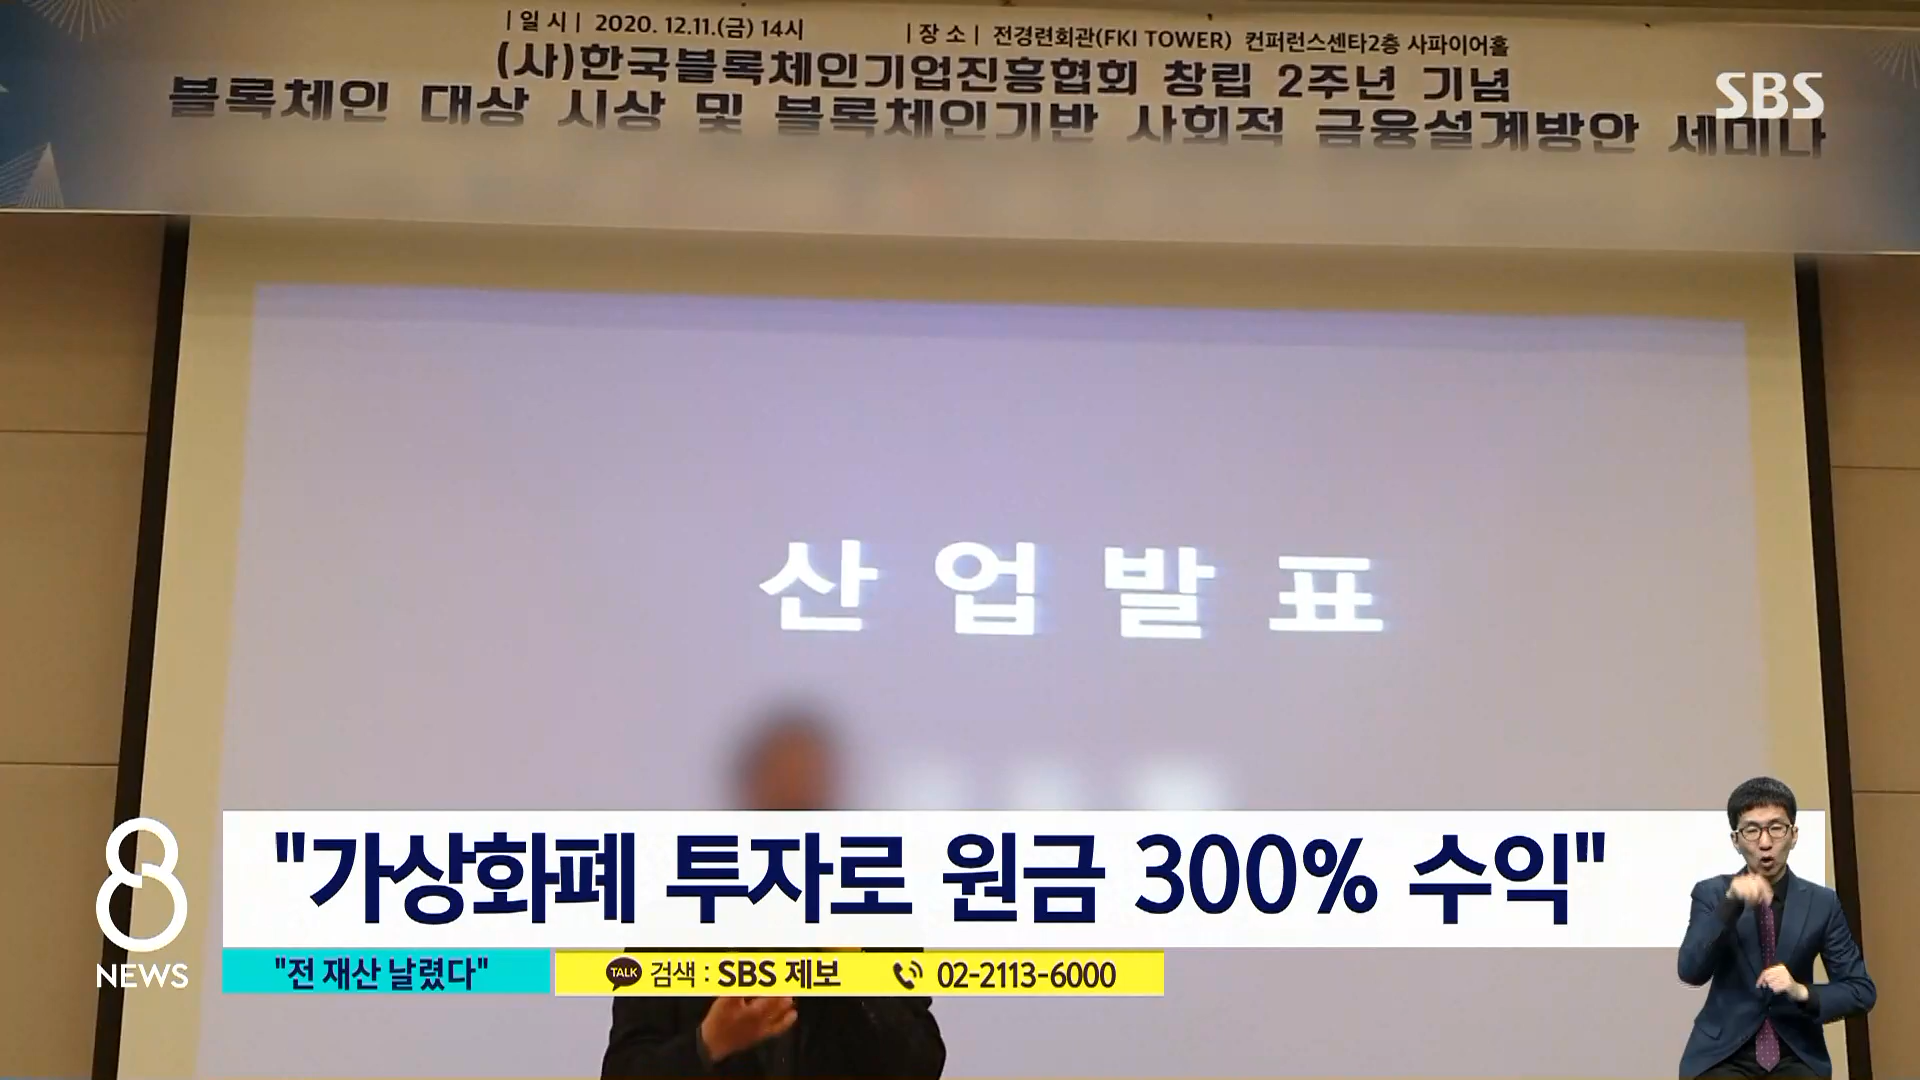 | 일 시 | 2020. 12.11.(금) 14시 | 장 소 | 전경련회관(FKI TOWER) 컨퍼런스센타2층 사파이어홀
(사)한국블록체인기업진흥협회 창립 2주년 기념
블록체인 대상 시상 및 블록체인기반 사회적 금융설계방안 세미나
SBS
산 업 발 표
"가상화폐 투자로 원금 300% 수익"
8
NEWS
"전 재산 날렸다"
TALK 검색 : SBS 제보 02-2113-6000